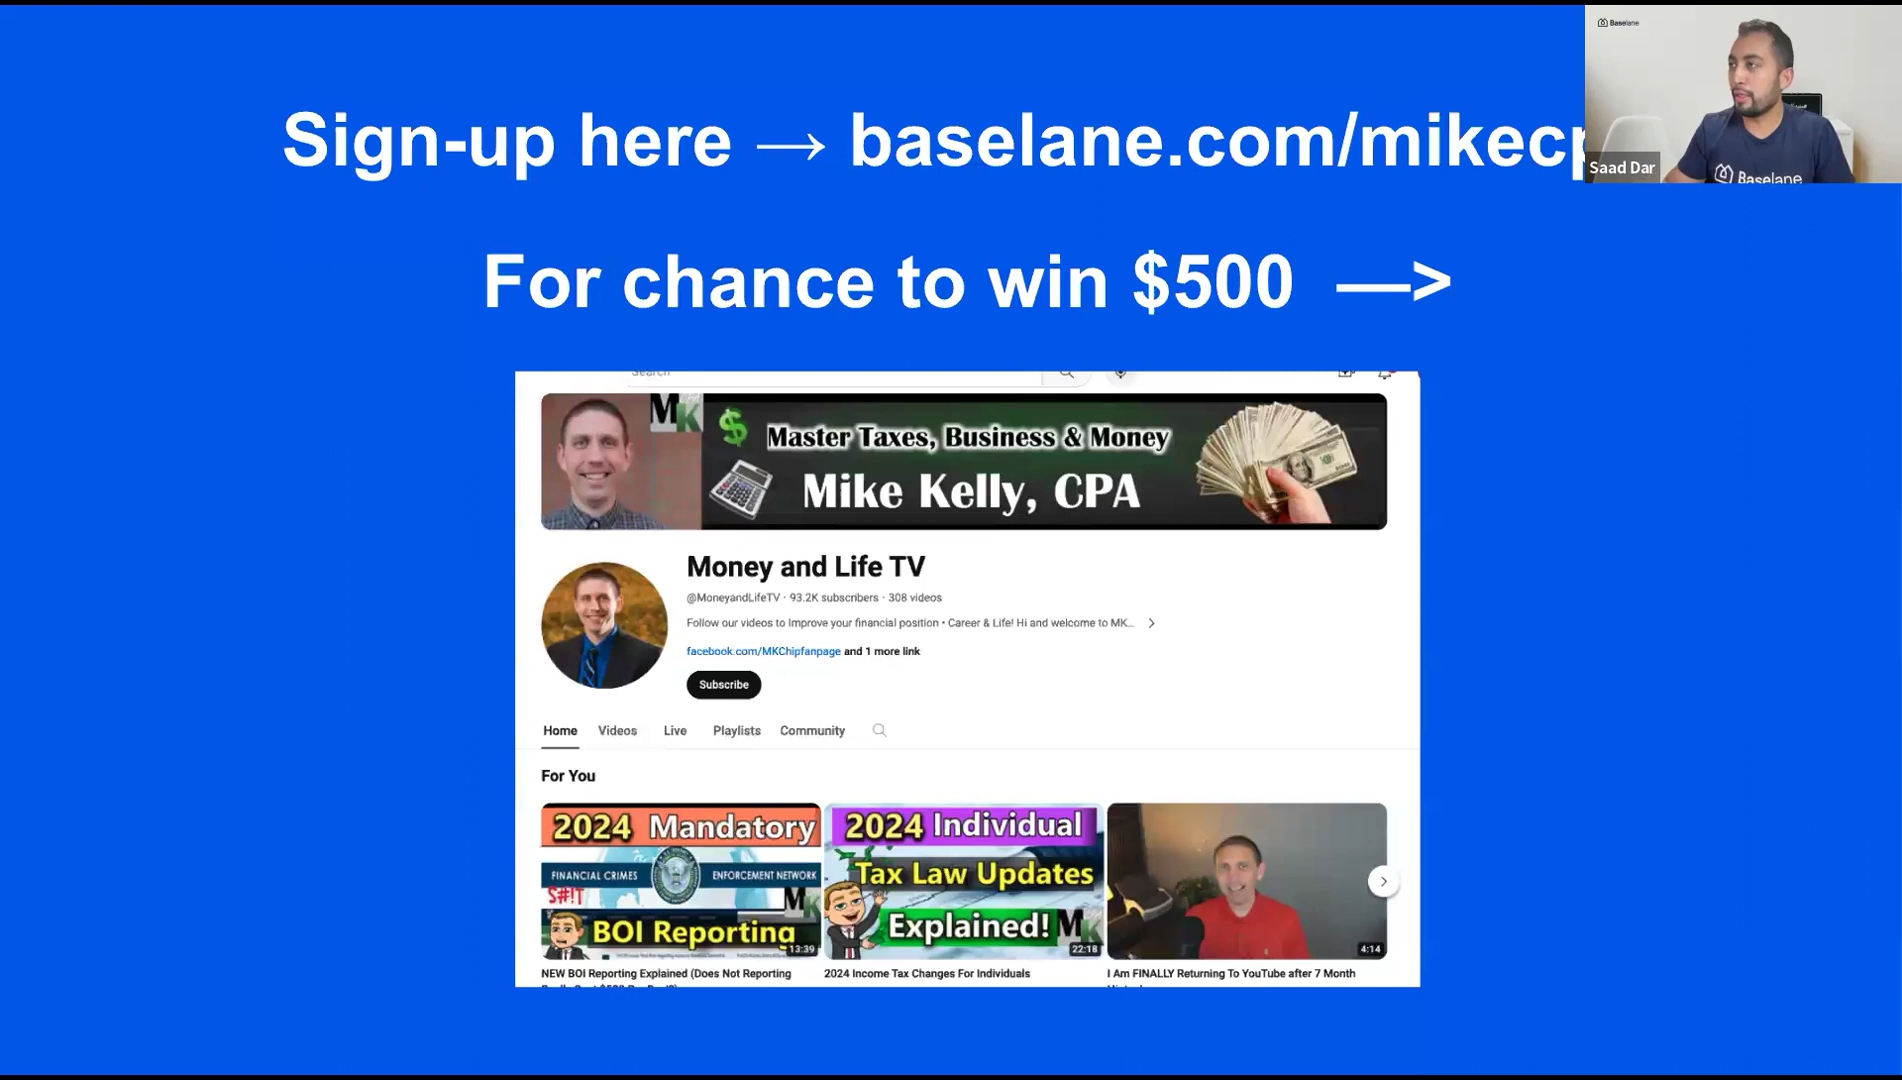 Baselane
Sign-up here → baselane.com/mikecp
Saad Dar
Baselane
For chance to win $500 —>
Search
MK
$
Master Taxes, Business & Money
Mike Kelly, CPA
Money and Life TV
@MoneyandLifeTV · 93.2K subscribers · 308 videos
Follow our videos to Improve your financial position • Career & Life! Hi and welcome to MK...
facebook.com/MKChipfanpage and 1 more link
Subscribe
Home Videos Live Playlists Community
For You
2024 Mandatory
FINANCIAL CRIMES ENFORCEMENT NETWORK
S#!T
MK
BOI Reporting
13:39
2024 Individual
Tax Law Updates
Explained!
MK
22:18
4:14
NEW BOI Reporting Explained (Does Not Reporting
2024 Income Tax Changes For Individuals
I Am FINALLY Returning To YouTube after 7 Month